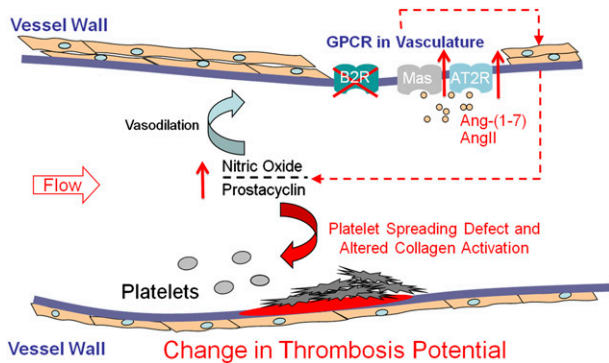 Vessel Wall
GPCR in Vasculature
B2R
Mas
AT2R
Ang-(1-7)
AngII
Vasodilation
Nitric Oxide
Prostacyclin
Flow
Platelet Spreading Defect and
Altered Collagen Activation
Platelets
Vessel Wall
Change in Thrombosis Potential